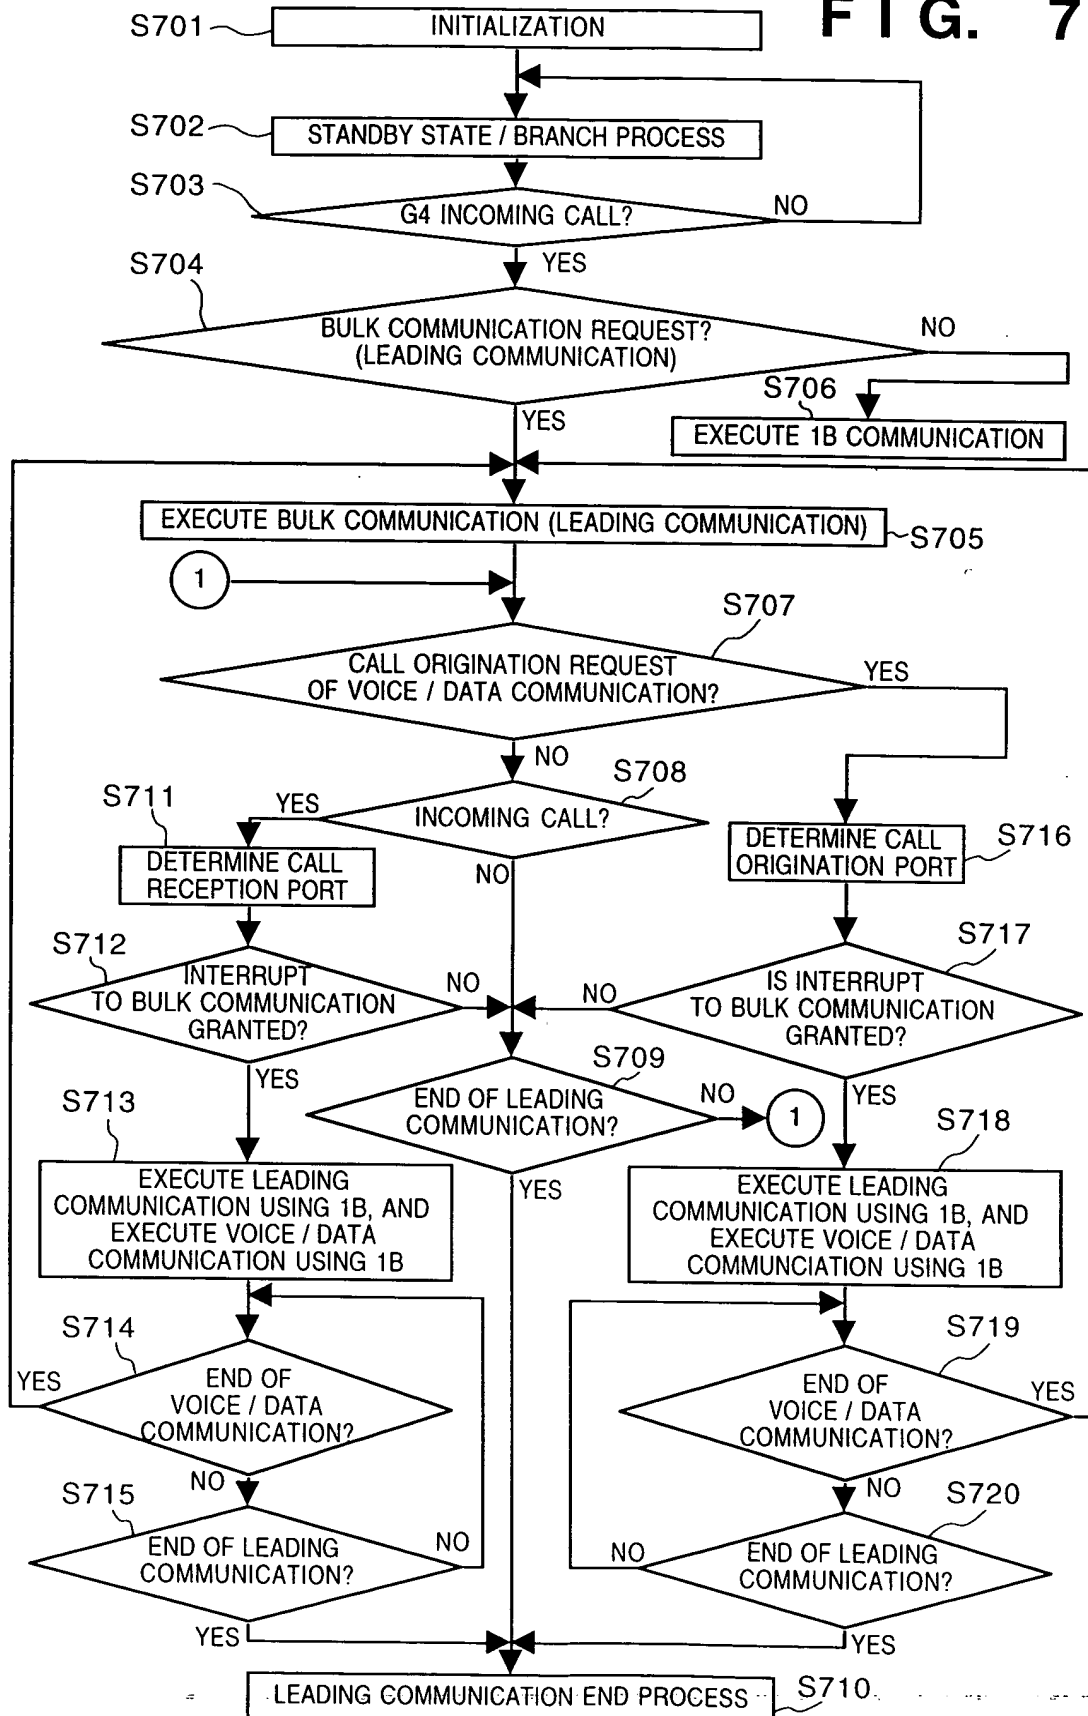 FIG. 7
S701
INITIALIZATION
S702
STANDBY STATE / BRANCH PROCESS
S703
G4 INCOMING CALL?
NO
YES
S704
BULK COMMUNICATION REQUEST?
(LEADING COMMUNICATION)
NO
YES
S706
EXECUTE 1B COMMUNICATION
EXECUTE BULK COMMUNICATION (LEADING COMMUNICATION)
S705
1
S707
CALL ORIGINATION REQUEST
OF VOICE / DATA COMMUNICATION?
YES
NO
S708
INCOMING CALL?
YES
NO
S711
DETERMINE CALL
RECEPTION PORT
S716
DETERMINE CALL
ORIGINATION PORT
S712
INTERRUPT
TO BULK COMMUNICATION
GRANTED?
NO
YES
S717
IS INTERRUPT
TO BULK COMMUNICATION
GRANTED?
NO
YES
S709
END OF LEADING
COMMUNICATION?
NO
1
YES
S713
EXECUTE LEADING
COMMUNICATION USING 1B, AND
EXECUTE VOICE / DATA
COMMUNICATION USING 1B
S718
EXECUTE LEADING
COMMUNICATION USING 1B, AND
EXECUTE VOICE / DATA
COMMUNCIATION USING 1B
S714
END OF
VOICE / DATA
COMMUNICATION?
YES
NO
S719
END OF
VOICE / DATA
COMMUNICATION?
YES
NO
S715
END OF LEADING
COMMUNICATION?
NO
YES
S720
END OF LEADING
COMMUNICATION?
NO
YES
LEADING COMMUNICATION END PROCESS
S710